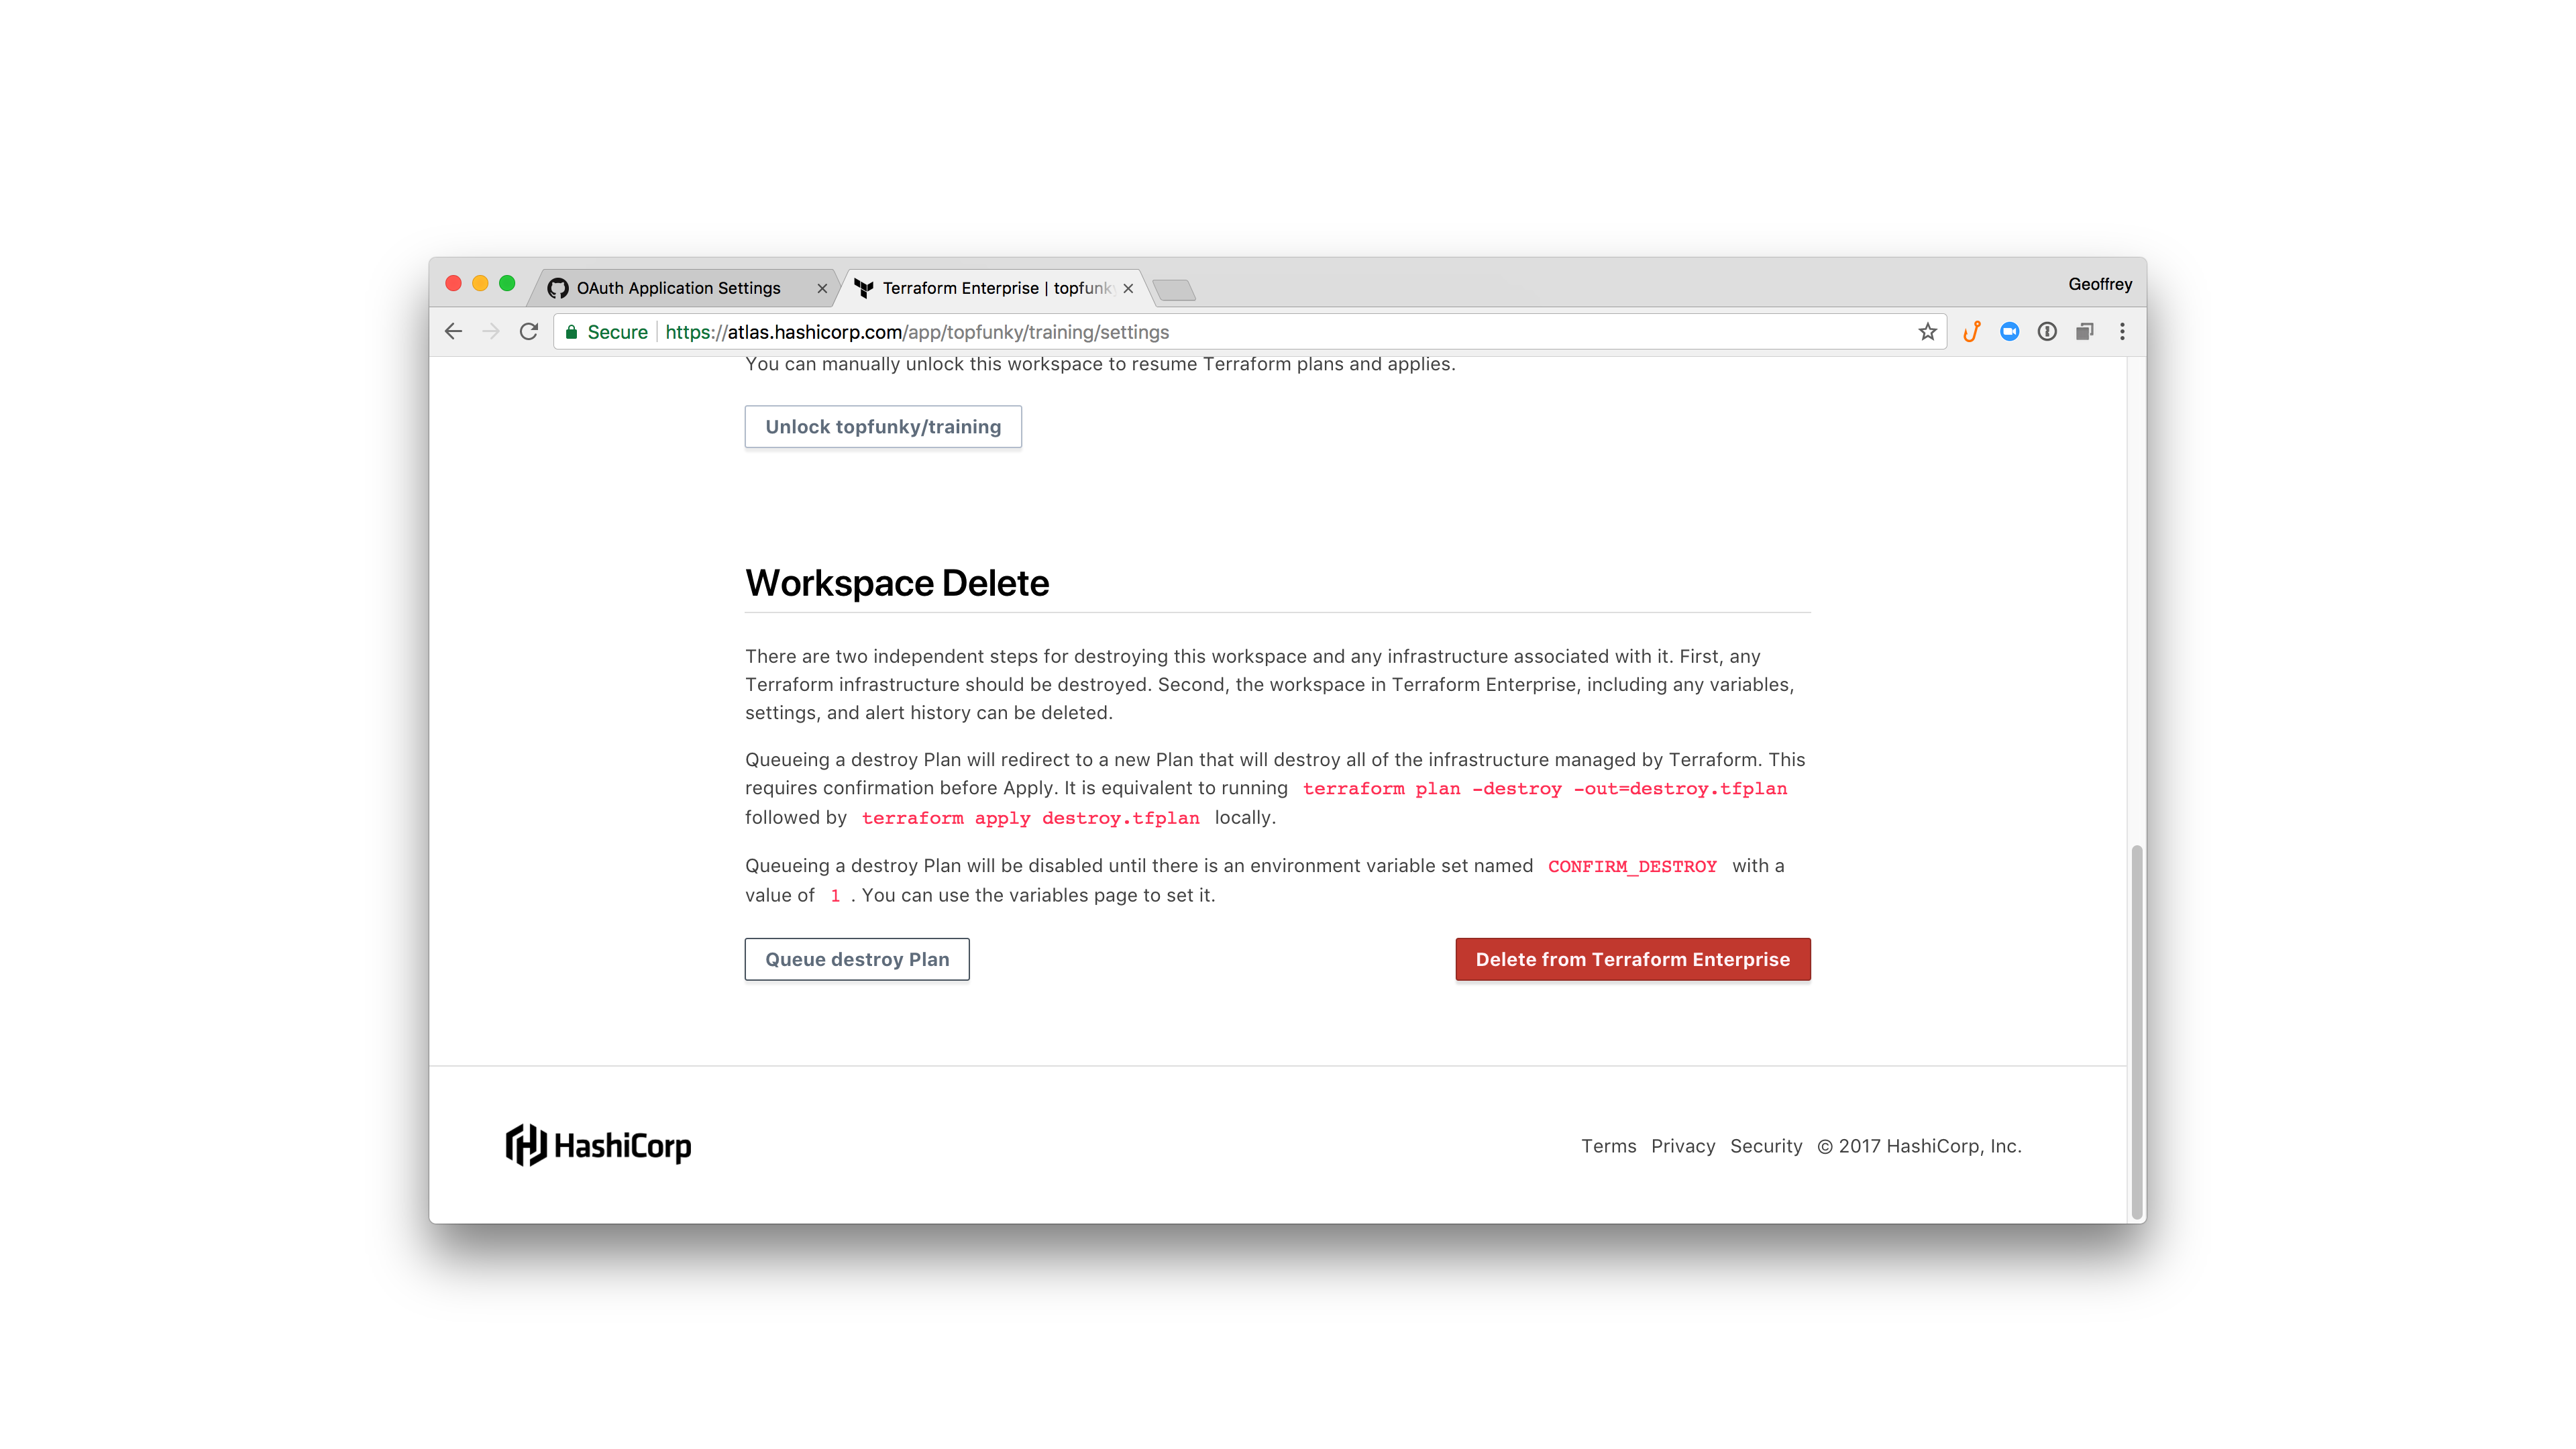 OAuth Application Settings
Terraform Enterprise | topfunk
Geoffrey
Secure
https://atlas.hashicorp.com/app/topfunky/training/settings
You can manually unlock this workspace to resume Terraform plans and applies.
Unlock topfunky/training
Workspace Delete
There are two independent steps for destroying this workspace and any infrastructure associated with it. First, any
Terraform infrastructure should be destroyed. Second, the workspace in Terraform Enterprise, including any variables,
settings, and alert history can be deleted.
Queueing a destroy Plan will redirect to a new Plan that will destroy all of the infrastructure managed by Terraform. This
requires confirmation before Apply. It is equivalent to running terraform plan -destroy -out=destroy.tfplan
followed by terraform apply destroy.tfplan locally.
Queueing a destroy Plan will be disabled until there is an environment variable set named CONFIRM_DESTROY with a
value of 1 . You can use the variables page to set it.
Queue destroy Plan
Delete from Terraform Enterprise
HashiCorp
Terms Privacy Security © 2017 HashiCorp, Inc.